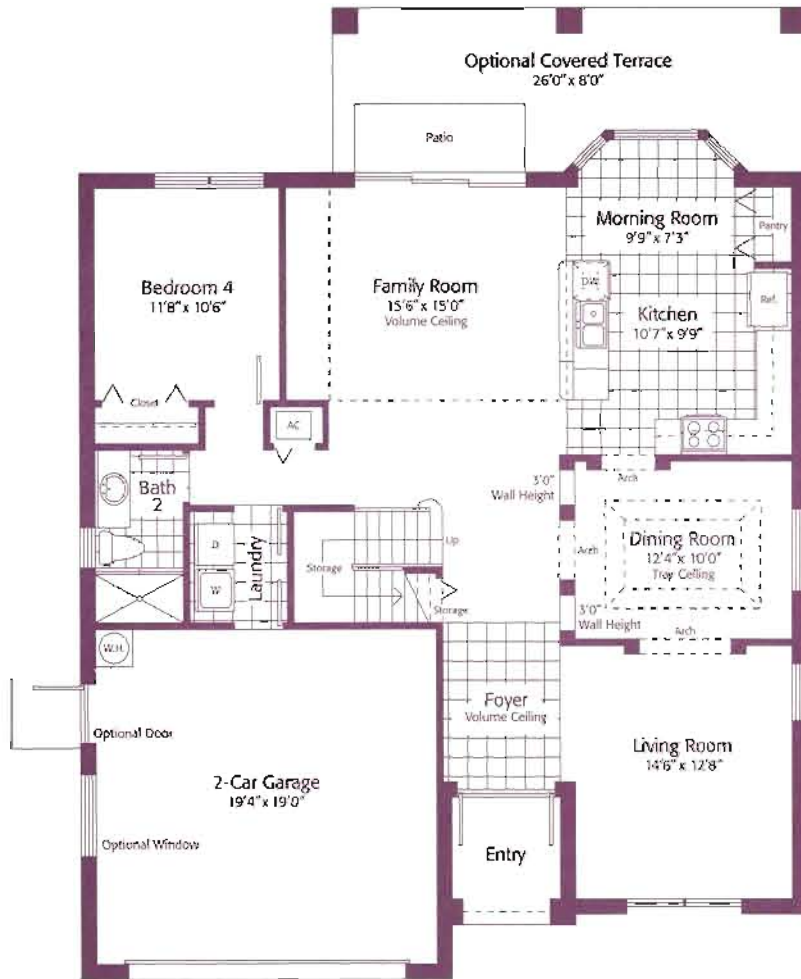 Optional Covered Terrace
26'0" x 8'0"
Patio
Morning Room
9'9" x 7'3"
Pantry
Bedroom 4
11'8" x 10'6"
Family Room
15'6" x 15'0"
Volume Ceiling
DW
Ref.
Kitchen
10'7" x 9'9"
Closet
AC
Bath
2
3'0"
Wall Height
Arch
Up
Arch
Dining Room
12'4" x 10'0"
Tray Ceiling
D
W
Laundry
Storage
Storage
3'0"
Wall Height
Arch
W.H.
Foyer
Volume Ceiling
Optional Door
Living Room
14'6" x 12'8"
2-Car Garage
19'4" x 19'0"
Optional Window
Entry